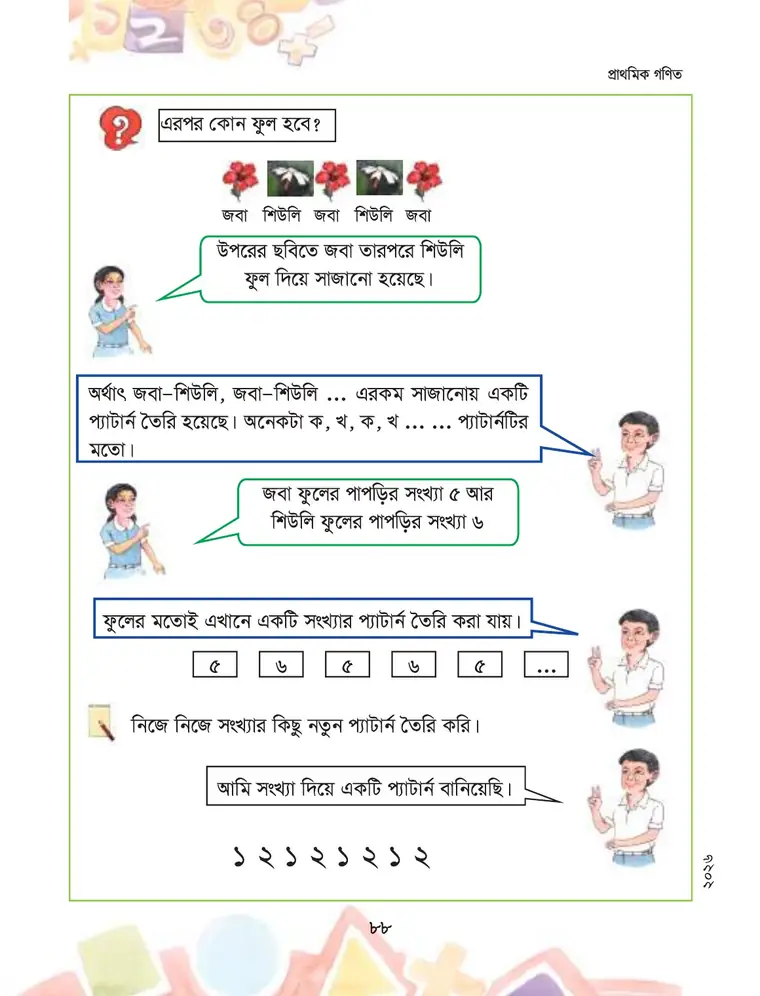 প্রাথমিক গণিত
এরপর কোন ফুল হবে?
জবা শিউলি জবা শিউলি জবা
উপরের ছবিতে জবা তারপরে শিউলি
ফুল দিয়ে সাজানো হয়েছে।
অর্থাৎ জবা–শিউলি, জবা–শিউলি ... এরকম সাজানোয় একটি
প্যাটার্ন তৈরি হয়েছে। অনেকটা ক, খ, ক, খ ... ... প্যাটার্নটির
মতো।
জবা ফুলের পাপড়ির সংখ্যা ৫ আর
শিউলি ফুলের পাপড়ির সংখ্যা ৬
ফুলের মতোই এখানে একটি সংখ্যার প্যাটার্ন তৈরি করা যায়।
৫ ৬ ৫ ৬ ৫ ...
নিজে নিজে সংখ্যার কিছু নতুন প্যাটার্ন তৈরি করি।
আমি সংখ্যা দিয়ে একটি প্যাটার্ন বানিয়েছি।
১ ২ ১ ২ ১ ২ ১ ২
২০২৬
৮৮